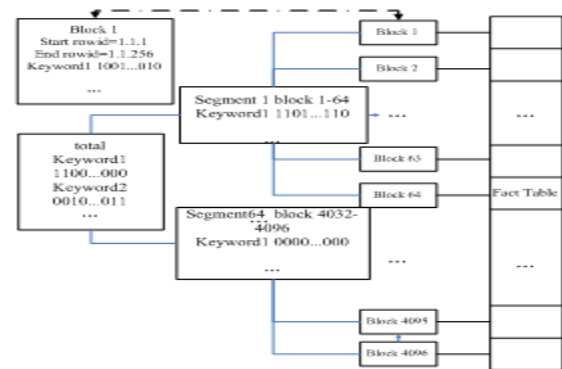 Block 1
Start rowid=1.1.1
End rowid=1.1.256
Keyword1 1001...010
...
total
Keyword1
1100...000
Keyword2
0010...011
...
Segment 1 block 1-64
Keyword1 1101...110
...
Segment64 block 4032-
...
4096
Keyword1 0000...000
...
Block 1
Block 2
...
Block 63
Block 64
...
Block 4095
Block 4096
...
Fact Table
...